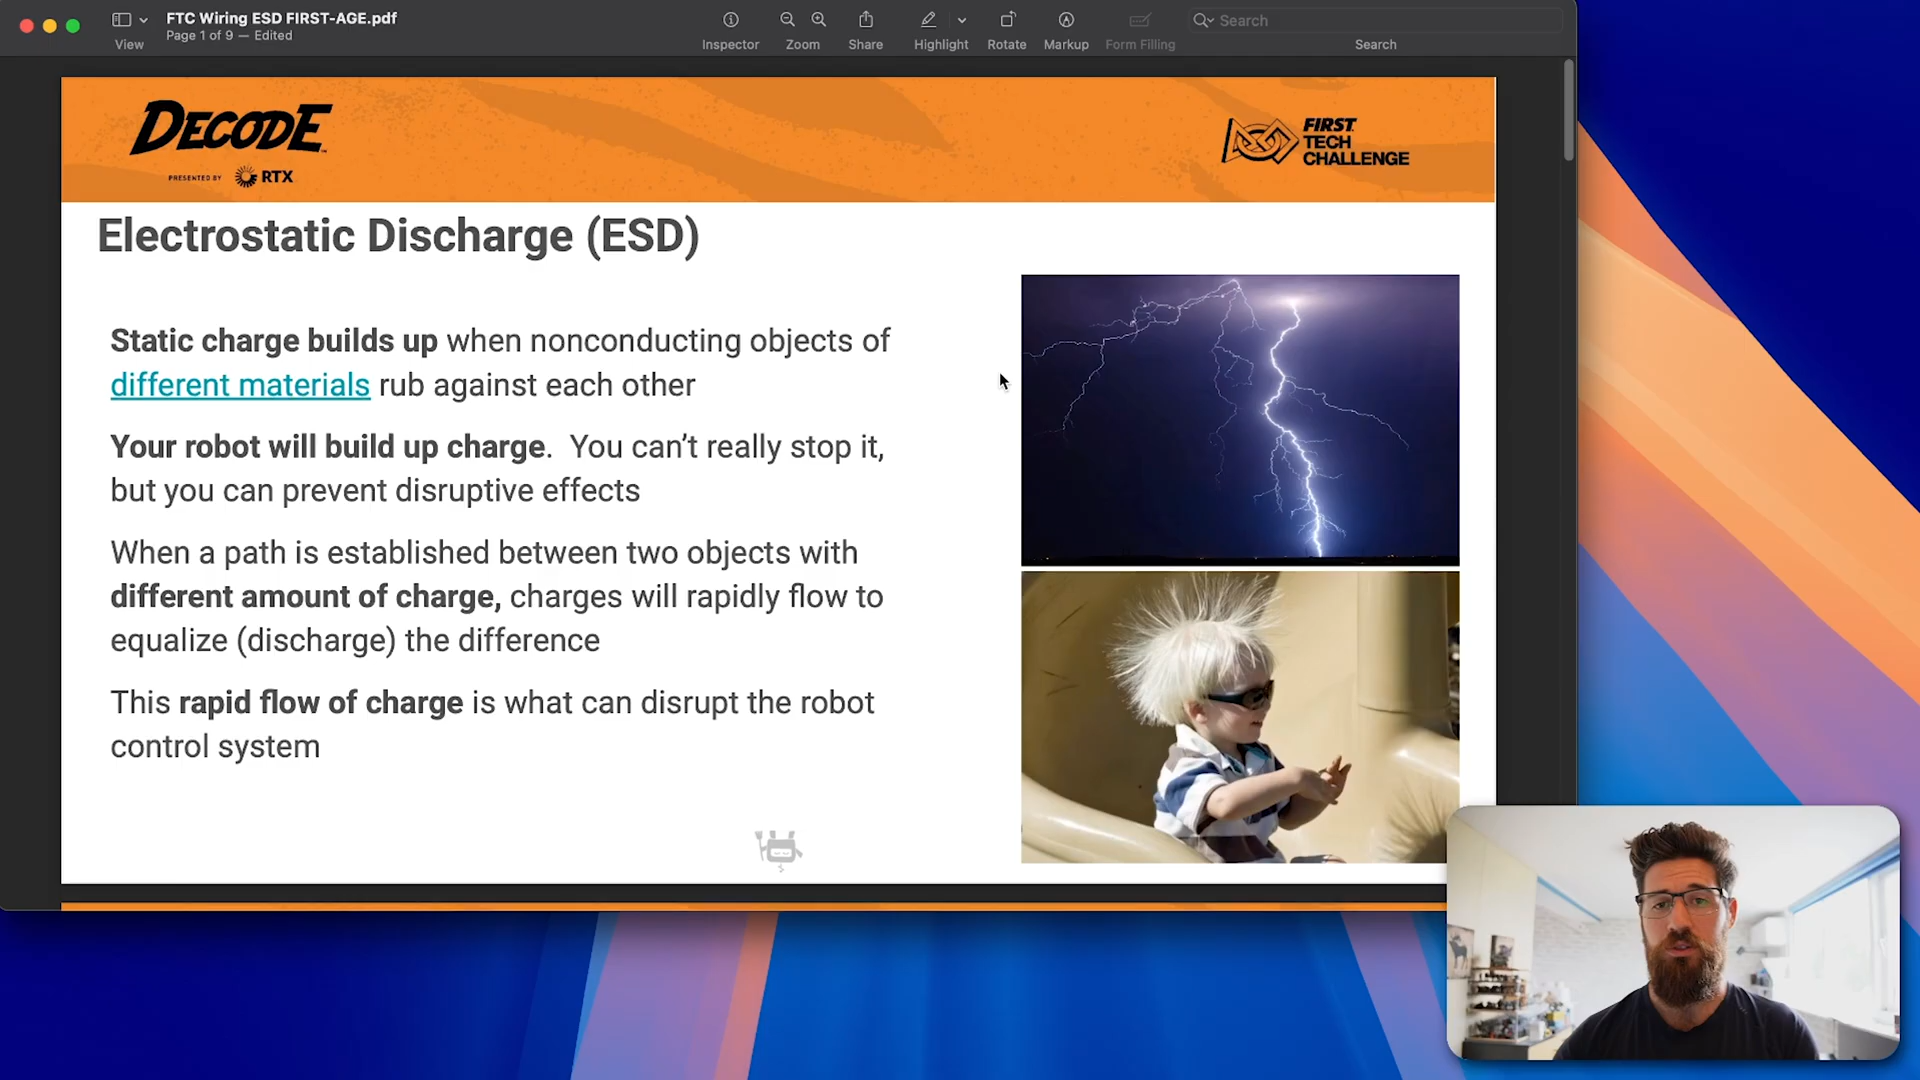 FTC Wiring ESD FIRST-AGE.pdf
Page 1 of 9 — Edited
View
Inspector
Zoom
Share
Highlight
Rotate
Markup
Form Filling
Search
Search
DECODE
PRESENTED BY RTX
FIRST
TECH
CHALLENGE
Electrostatic Discharge (ESD)
Static charge builds up when nonconducting objects of
different materials rub against each other
Your robot will build up charge. You can’t really stop it,
but you can prevent disruptive effects
When a path is established between two objects with
different amount of charge, charges will rapidly flow to
equalize (discharge) the difference
This rapid flow of charge is what can disrupt the robot
control system